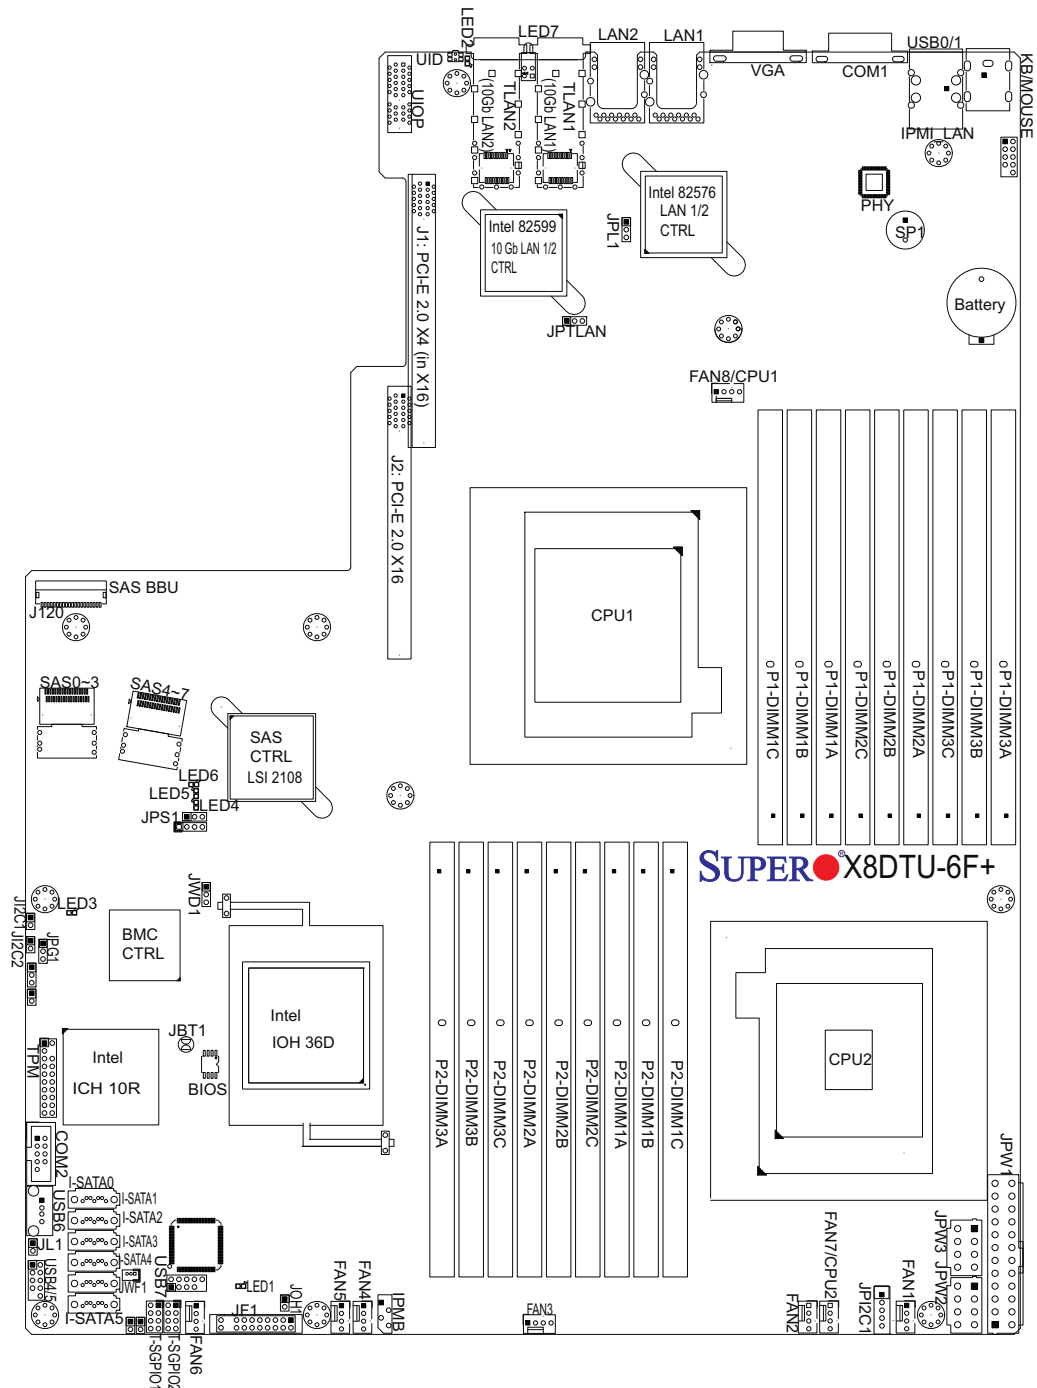 LED2
LED7
LAN2
LAN1
USB0/1
UID
VGA
COM1
KB/MOUSE
UIOP
TLAN2
(10Gb LAN2)
TLAN1
(10Gb LAN1)
IPMI_LAN
PHY
Intel 82576
LAN 1/2
CTRL
JPL1
SP1
Intel 82599
10 Gb LAN 1/2
CTRL
J1: PCI-E 2.0 X4 (in X16)
JPTLAN
Battery
FAN8/CPU1
J2: PCI-E 2.0 X16
SAS BBU
J120
CPU1
SAS0~3
SAS4~7
P1-DIMM1C
P1-DIMM1B
P1-DIMM1A
P1-DIMM2C
P1-DIMM2B
P1-DIMM2A
P1-DIMM3C
P1-DIMM3B
P1-DIMM3A
SAS
CTRL
LSI 2108
LED6
LED5
LED4
JPS1
SUPER®X8DTU-6F+
JWD1
LED3
JI2C1
JI2C2
JPG1
BMC
CTRL
Intel
IOH 36D
JBT1
BIOS
TPM
Intel
ICH 10R
CPU2
P2-DIMM3A
P2-DIMM3B
P2-DIMM3C
P2-DIMM2A
P2-DIMM2B
P2-DIMM2C
P2-DIMM1A
P2-DIMM1B
P2-DIMM1C
COM2
JPW1
I-SATA0
I-SATA1
I-SATA2
I-SATA3
I-SATA4
I-SATA5
USB6
JL1
USB4/5
JWF1
USB7
LED1
JOH1
FAN5
FAN4
IPMB
JF1
FAN3
FAN2
FAN7/CPU2
JPI2C1
FAN1
JPW3
JPW2
T-SGPIO1
T-SGPIO2
FAN6